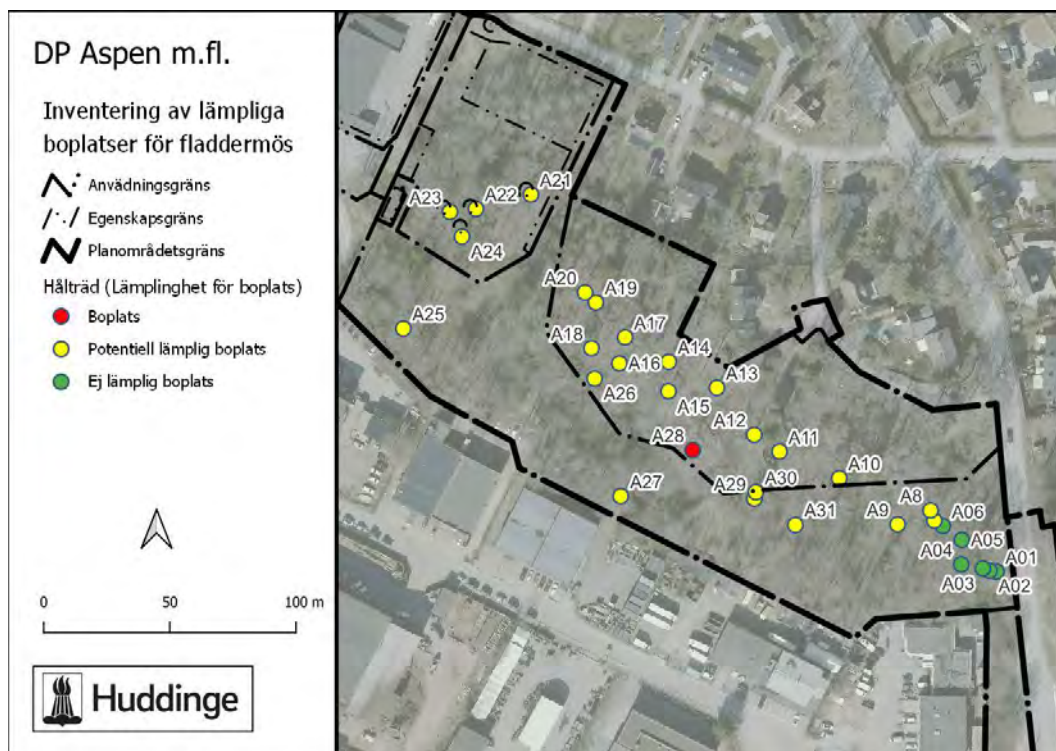 DP Aspen m.fl.
Inventering av lämpliga
boplatser för fladdermös
Anvädningsgräns
Egenskapsgräns
Planområdetsgräns
Hålträd (Lämplinghet för boplats)
Boplats
Potentiell lämplig boplats
Ej lämplig boplats
0 50 100 m
Huddinge
A21
A22
A23
A24
A20
A19
A25
A17
A18
A14
A16
A13
A26
A15
A12
A28
A11
A10
A29 A30
A27
A8
A31
A9
A06
A05
A04
A01
A03
A02